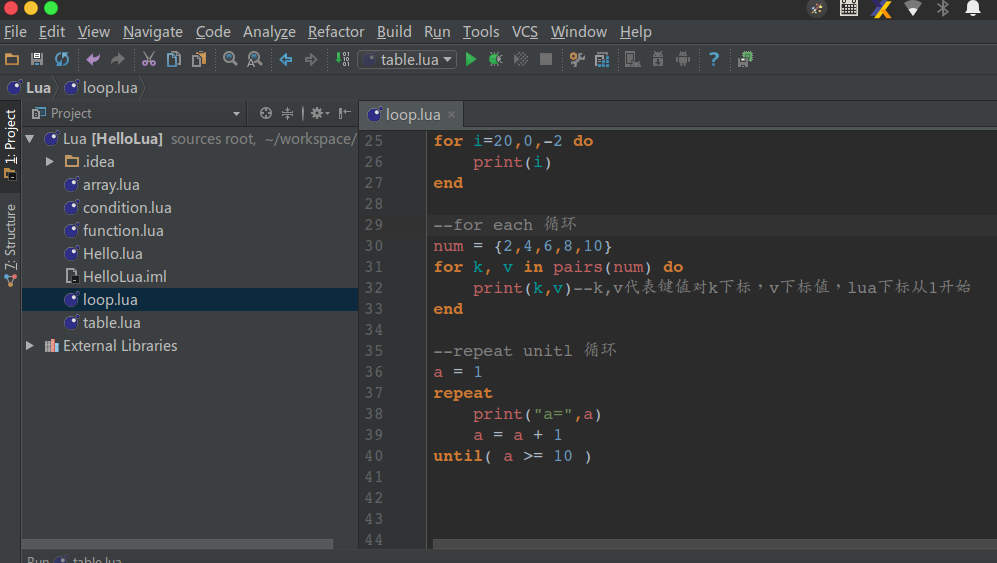 File Edit View Navigate Code Analyze Refactor Build Run Tools VCS Window Help
table.lua
Lua loop.lua
Project
loop.lua
1: Project
Z: Structure
Lua [HelloLua] sources root, ~/workspace/
.idea
array.lua
condition.lua
function.lua
Hello.lua
HelloLua.iml
loop.lua
table.lua
External Libraries
25 for i=20,0,-2 do
26 print(i)
27 end
28
29 --for each 循环
30 num = {2,4,6,8,10}
31 for k, v in pairs(num) do
32 print(k,v)--k,v代表键值对k下标，v下标值，lua下标从1开始
33 end
34
35 --repeat unitl 循环
36 a = 1
37 repeat
38 print("a=",a)
39 a = a + 1
40 until( a >= 10 )
41
42
43
44
Run table.lua